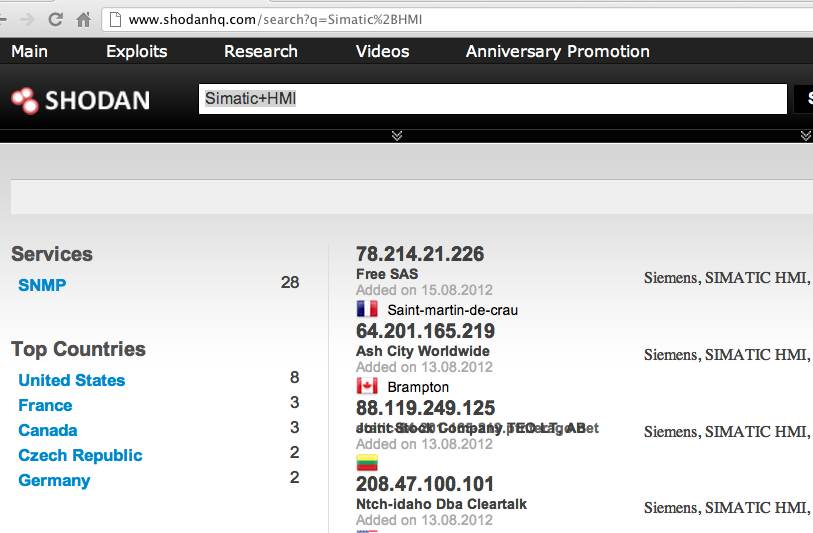 www.shodanhq.com/search?q=Simatic%2BHMI
Main Exploits Research Videos Anniversary Promotion
SHODAN Simatic+HMI
Services
SNMP 28
Top Countries
United States 8
France 3
Canada 3
Czech Republic 2
Germany 2
78.214.21.226
Free SAS
Added on 15.08.2012
Siemens, SIMATIC HMI,
Saint-martin-de-crau
64.201.165.219
Ash City Worldwide
Added on 13.08.2012
Siemens, SIMATIC HMI,
Brampton
88.119.249.125
Added on 13.08.2012
Siemens, SIMATIC HMI,
208.47.100.101
Ntch-idaho Dba Cleartalk
Added on 13.08.2012
Siemens, SIMATIC HMI,